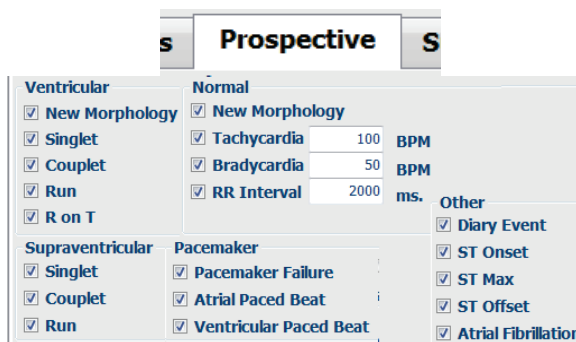 s Prospective S
Ventricular
New Morphology
Singlet
Couplet
Run
R on T
Normal
New Morphology
Tachycardia 100 BPM
Bradycardia 50 BPM
RR Interval 2000 ms.
Supraventricular
Singlet
Couplet
Run
Pacemaker
Pacemaker Failure
Atrial Paced Beat
Ventricular Paced Beat
Other
Diary Event
ST Onset
ST Max
ST Offset
Atrial Fibrillation